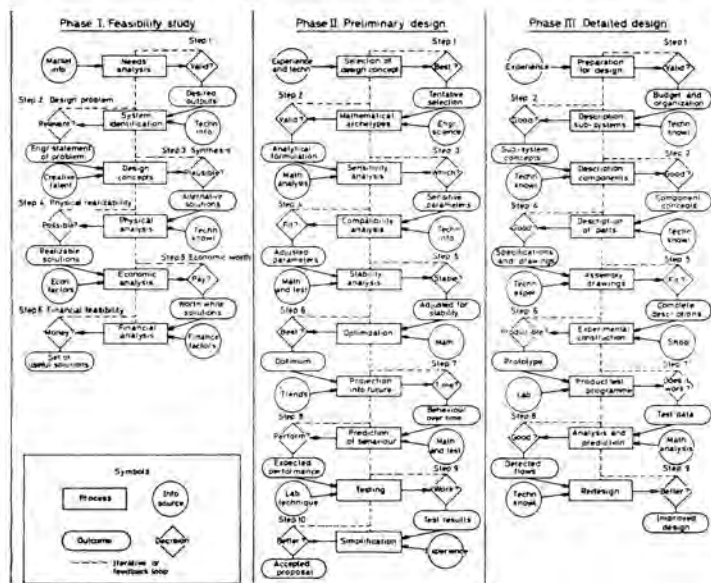 Phase I. Feasibility study
Step 1
Market info
Needs analysis
Valid?
Desired outputs
Step 2 Design problem
Relevant?
System identification
Techn info
Engr statement of problem
Step 3 Synthesis
Creative talent
Design concepts
Plausible?
Alternative solutions
Step 4 Physical realizability
Possible?
Physical analysis
Techn knowl
Realizable solutions
Step 5 Economic worth
Econ factors
Economic analysis
Pay?
Worth while solutions
Step 6 Financial feasibility
Money?
Financial analysis
Finance factors
Set of useful solutions
Symbols
Process
Info source
Outcome
Decision
Iterative or feedback loop
Phase II. Preliminary design
Step 1
Experience and techn
Selection of design concept
Best?
Tentative selection
Step 2
Valid?
Mathematical archetypes
Engr science
Analytical formulation
Step 3
Math analysis
Sensitivity analysis
Which?
Sensitive parameters
Step 4
Fit?
Compatibility analysis
Techn info
Adjusted parameters
Step 5
Math and test
Stability analysis
Stable?
Adjusted for stability
Step 6
Best?
Optimization
Math
Optimum
Step 7
Trends
Projection into future
Time?
Behaviour over time
Step 8
Perform?
Prediction of behaviour
Math and test
Expected performance
Step 9
Lab technique
Testing
Work?
Test results
Step 10
Better?
Simplification
Experience
Accepted proposal
Phase III Detailed design
Step 1
Experience
Preparation for design
Valid?
Budget and organization
Step 2
Good?
Description sub-systems
Techn knowl
Sub-system concepts
Step 3
Techn knowl
Description components
Good?
Component concepts
Step 4
Good?
Description of parts
Techn knowl
Specifications and drawings
Step 5
Techn exper
Assembly drawings
Fit?
Complete descriptions
Step 6
Producible?
Experimental construction
Shop
Prototype
Step 7
Lab
Product test programme
Does it work?
Test data
Step 8
Good?
Analysis and prediction
Math analysis
Detected flaws
Step 9
Techn knowl
Redesign
Better?
Improved design